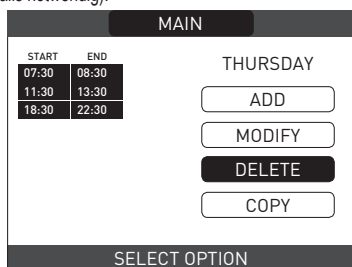 MAIN
START END
07:30 08:30
11:30 13:30
18:30 22:30
THURSDAY
ADD
MODIFY
DELETE
COPY
SELECT OPTION